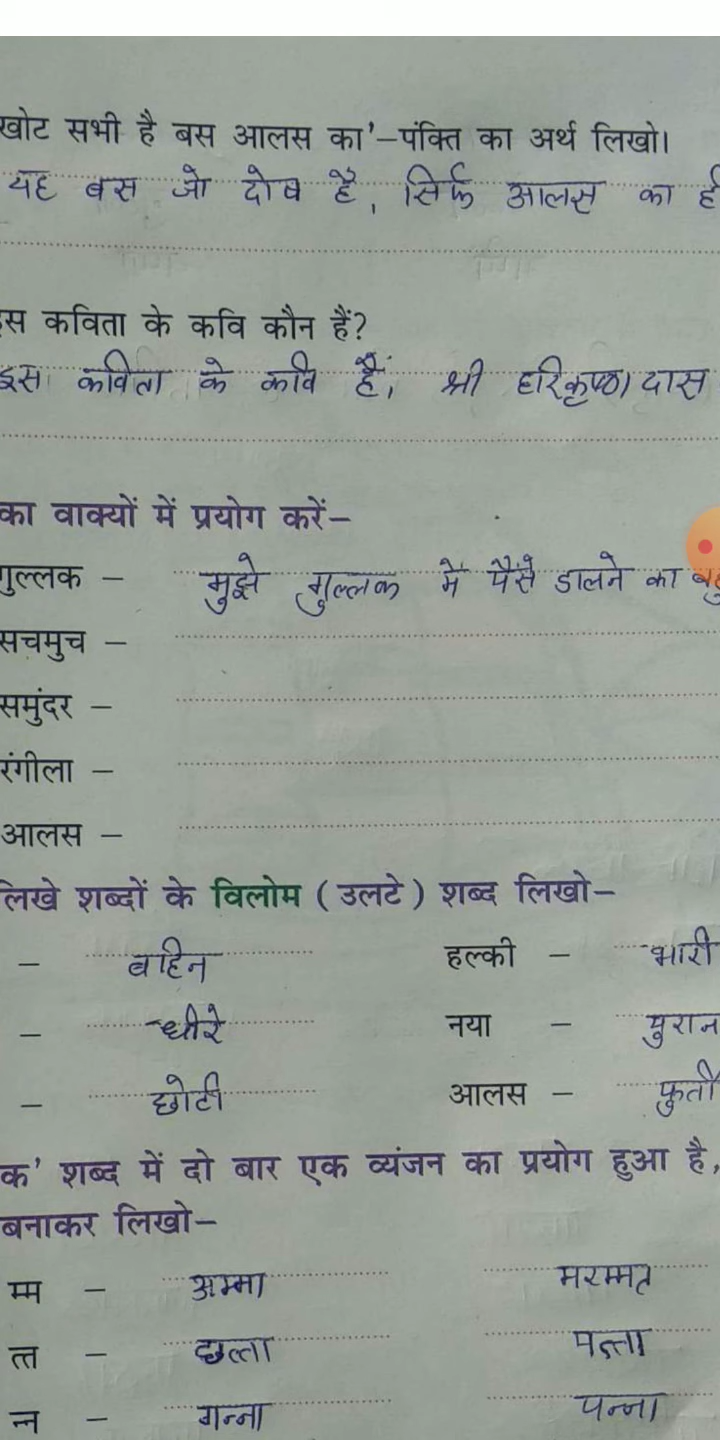 खोट सभी है बस आलस का'–पंक्ति का अर्थ लिखो।
यह बस जो दोष है, सिर्फ आलस का ह
स कविता के कवि कौन हैं?
इस कविता के कवि हैं, श्री हरिकृष्ण दास
का वाक्यों में प्रयोग करें–
गुल्लक – मुझे गुल्लक में पैंसे डालने का बहु
सचमुच –
समुंदर –
रंगीला –
आलस –
लिखे शब्दों के विलोम (उलटे) शब्द लिखो–
– बहिन हल्की – भारी
– धीरे नया – पुरान
– छोटी आलस – फुर्ती
क' शब्द में दो बार एक व्यंजन का प्रयोग हुआ है,
बनाकर लिखो–
म्म – अम्मा मरम्मत
त्त – छत्ता पत्ता
न्न – गन्ना पन्ना